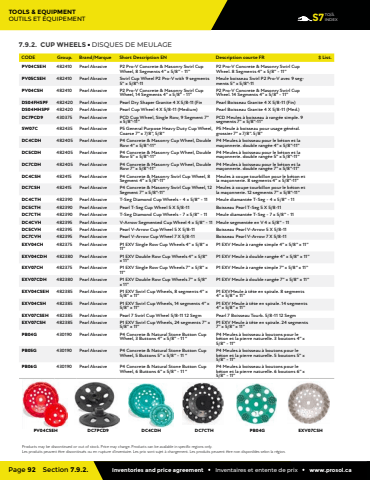 TOOLS & EQUIPMENT
OUTILS ET ÉQUIPEMENT
S7 TOOL INDEX
7.9.2. CUP WHEELS • DISQUES DE MEULAGE
CODE Group. Brand/Marque Short Description EN Description courte FR $ List.
PV04CSEH 482410 Pearl Abrasive P2 Pro-V Concrete & Masonry Swirl Cup Wheel, 8 Segments 4" x 5/8" - 11" P2 Pro-V Concrete & Masonry Swirl Cup Wheel, 8 Segments 4" x 5/8" - 11"
PV05CSEH 482410 Pearl Abrasive Swirl Cup Wheel P2 Pro-V with 9 segments 5" x 5/8-11 Meule boisseau Swirl P2 Pro-V avec 9 segments 5" x 5/8-11
PV04CSH 482410 Pearl Abrasive P2 Pro-V Concrete & Masonry Swirl Cup Wheel, 14 Segments 4" x 5/8" - 11" P2 Pro-V Concrete & Masonry Swirl Cup Wheel, 14 Segments 4" x 5/8" - 11"
DS04FHSPF 482420 Pearl Abrasive Pearl Dry Shaper Granite 4 X 5/8-11 (Fin Pearl Boisseau Granite 4 X 5/8-11 (Fin)
DS04MHSPF 482420 Pearl Abrasive Pearl Cup Wheel 4 X 5/8-11 (Medium) Pearl Boisseau Granite 4 X 5/8-11 (Med.)
DC7PCD9 430375 Pearl Abrasive PCD Cup Wheel, Single Row, 9 Segment 7" x 5/8"-11" PCD Meules à boisseau à rangée simple. 9 segments 7" x 5/8"-11"
SW07C 482405 Pearl Abrasive P5 General Purpose Heavy Duty Cup Wheel, Coarse 7" x 7/8", 5/8" P5 Meule à boisseau pour usage général. grossier 7" x 7/8", 5/8"
DC4CDH 482405 Pearl Abrasive P4 Concrete & Masonry Cup Wheel, Double Row 4" x 5/8"-11" P4 Meules à boisseau pour le béton et la maçonnerie. double rangée 4" x 5/8"-11"
DC5CDH 482405 Pearl Abrasive P4 Concrete & Masonry Cup Wheel, Double Row 5" x 5/8"-11" P4 Meules à boisseau pour le béton et la maçonnerie. double rangée 5" x 5/8"-11"
DC7CDH 482405 Pearl Abrasive P4 Concrete & Masonry Cup Wheel, Double Row 7" x 5/8"-11" P4 Meules à boisseau pour le béton et la maçonnerie. double rangée 7" x 5/8"-11"
DC4CSH 482415 Pearl Abrasive P4 Concrete & Masonry Swirl Cup Wheel, 8 Segment 4" x 5/8"-11" Meules à coupe tourbillon pour le béton et la maçonnerie. 8 segments 4" x 5/8"-11"
DC7CSH 482415 Pearl Abrasive P4 Concrete & Masonry Swirl Cup Wheel, 12 Segment 7" x 5/8"-11" Meules à coupe tourbillon pour le béton et la maçonnerie. 12 segments 7" x 5/8"-11"
DC4CTH 482390 Pearl Abrasive T-Seg Diamond Cup Wheels - 4 x 5/8" - 11 Meule diamantée T-Seg - 4 x 5/8" - 11
DC5CTH 482390 Pearl Abrasive Pearl T-Seg Cup Wheel 5 X 5/8-11 Boisseau Pearl T-Seg 5 X 5/8-11
DC7CTH 482390 Pearl Abrasive T-Seg Diamond Cup Wheels - 7 x 5/8" - 11 Meule diamantée T-Seg - 7 x 5/8" - 11
DC4CVH 482395 Pearl Abrasive V-Arrow Segmented Cup Wheel 4 x 5/8" - 11 Meule segmentée en V 4 x 5/8" - 11
DC5CVH 482395 Pearl Abrasive Pearl V-Arrow Cup Wheel 5 X 5/8-11 Boisseau Pearl V-Arrow 5 X 5/8-11
DC7CVH 482395 Pearl Abrasive Pearl V-Arrow Cup Wheel 7 X 5/8-11 Boisseau Pearl V-Arrow 7 X 5/8-11
EXV04CH 482375 Pearl Abrasive P1 EXV Single Row Cup Wheels 4" x 5/8" x 11" P1 EXV Meule à rangée simple 4" x 5/8" x 11"
EXV04CDH 482380 Pearl Abrasive P1 EXV Double Row Cup Wheels 4" x 5/8" x 11" P1 EXV Meule à double rangée 4" x 5/8" x 11"
EXV07CH 482375 Pearl Abrasive P1 EXV Single Row Cup Wheels 7" x 5/8" x 11" P1 EXV Meule à rangée simple 7" x 5/8" x 11"
EXV07CDH 482380 Pearl Abrasive P1 EXV Double Row Cup Wheels 7" x 5/8" x 11" P1 EXV Meule à double rangée 7" x 5/8" x 11"
EXV04CSEH 482385 Pearl Abrasive P1 EXV Swirl Cup Wheels, 8 segments 4" x 5/8" x 11" P1 EXV Meule à tête en spirale. 8 segments 4" x 5/8" x 11"
EXV04CSH 482385 Pearl Abrasive P1 EXV Swirl Cup Wheels, 14 segments 4" x 5/8" x 11" P1 EXV Meule à tête en spirale. 14 segments 4" x 5/8" x 11"
EXV07CSEH 482385 Pearl Abrasive Pearl 7 Swirl Cup Wheel 5/8-11 12 Segm Pearl 7 Boisseau Tourb. 5/8-11 12 Segm
EXV07CSH 482385 Pearl Abrasive P1 EXV Swirl Cup Wheels, 24 segments 7" x 5/8" x 11" P1 EXV Meule à tête en spirale. 24 segments 7" x 5/8" x 11"
PB04G 430190 Pearl Abrasive P4 Concrete & Natural Stone Button Cup Wheel, 3 Buttons 4" x 5/8" - 11" P4 Meules à boisseau à boutons pour le béton et la pierre naturelle. 3 boutons 4" x 5/8" - 11"
PB05G 430190 Pearl Abrasive P4 Concrete & Natural Stone Button Cup Wheel, 5 Buttons 5" x 5/8" - 11" P4 Meules à boisseau à boutons pour le béton et la pierre naturelle. 5 boutons 5" x 5/8" - 11"
PB06G 430190 Pearl Abrasive P4 Concrete & Natural Stone Button Cup Wheel, 6 Buttons 6" x 5/8" - 11" P4 Meules à boisseau à boutons pour le béton et la pierre naturelle. 6 boutons 6" x 5/8" - 11"
PV04CSEH DC7PCD9 DC4CDH DC7CTH PB04G EXV07CSH
Products may be discontinued or out of stock. Price may change. Products can be available in specific regions only.
Les produits peuvent être discontinués ou en rupture d'inventaire. Les prix sont sujet à changement. Les produits peuvent être non disponibles selon la région.
Page 92 Section 7.9.2. Inventories and price agreement • Inventaires et entente de prix • www.prosol.ca